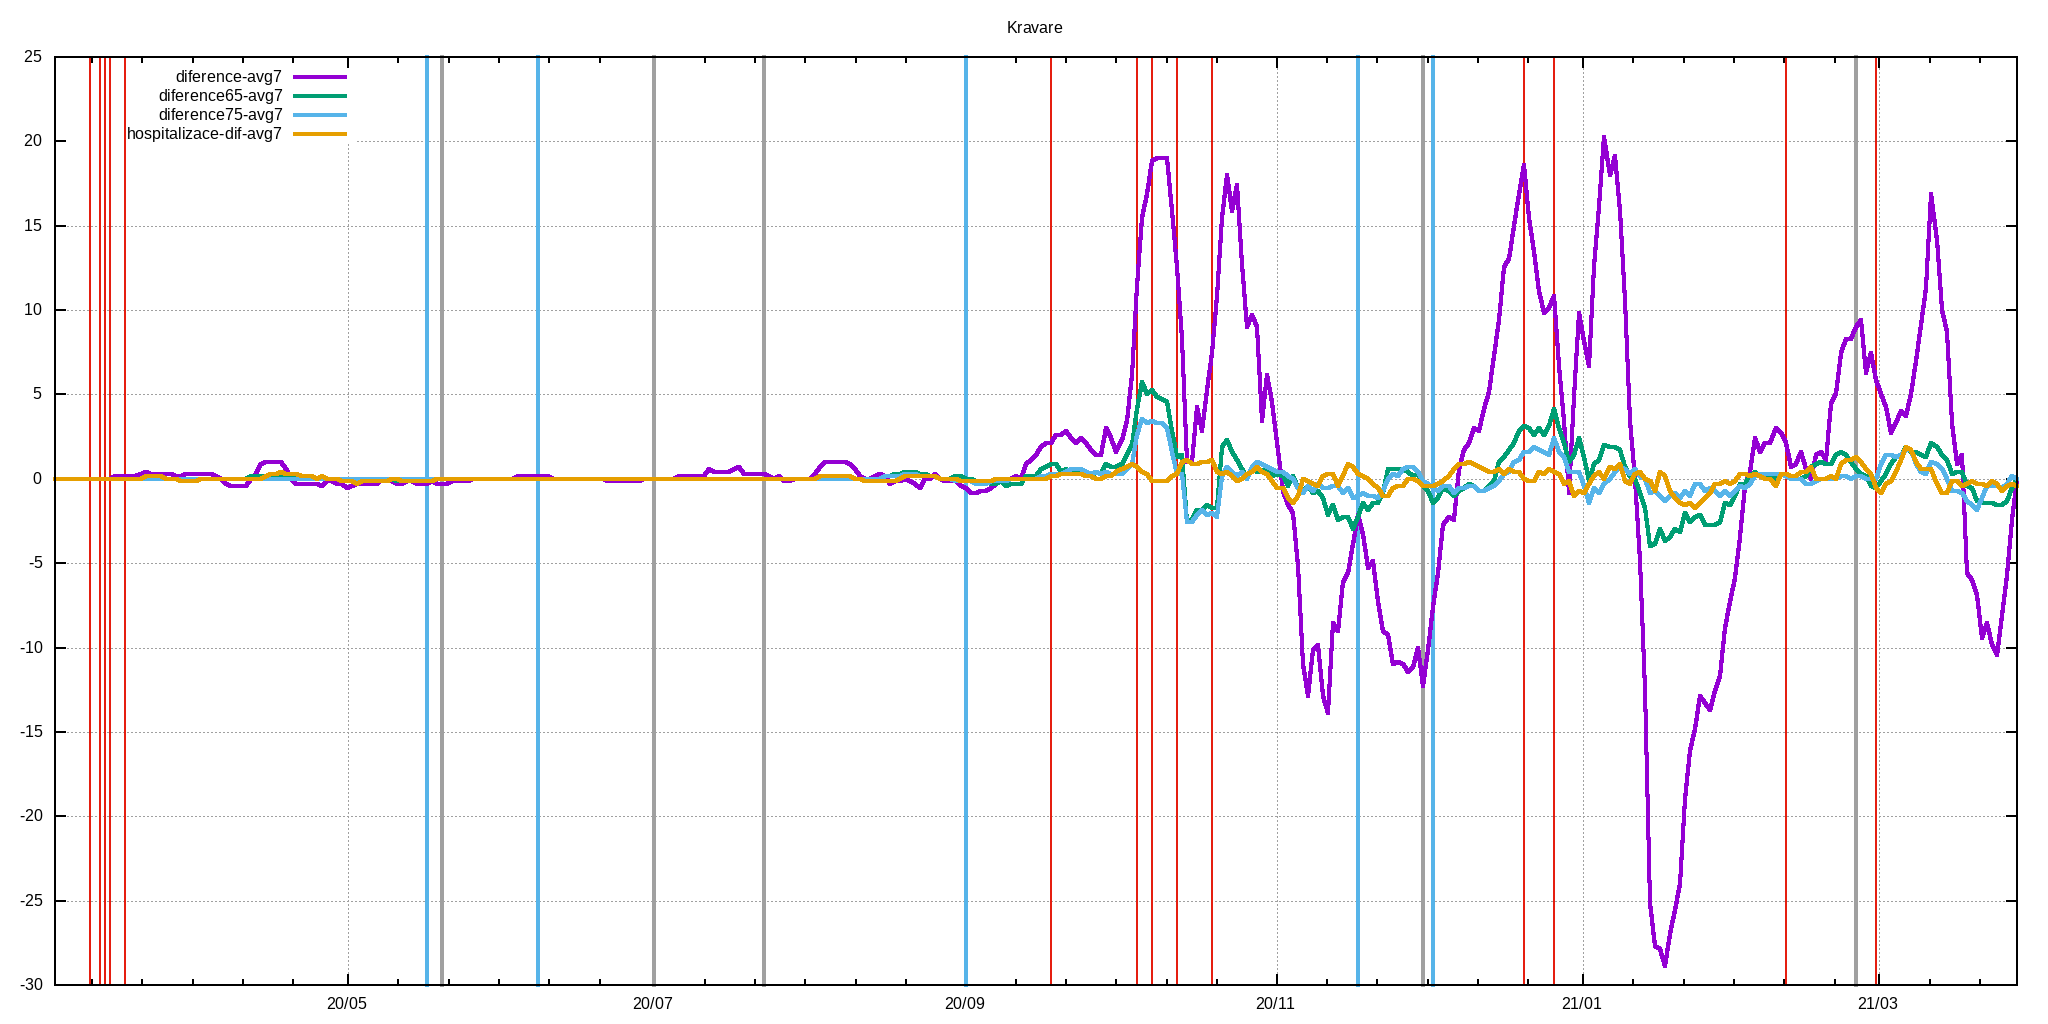 Kravare
25
20
15
10
5
0
-5
-10
-15
-20
-25
-30
diference-avg7
diference65-avg7
diference75-avg7
hospitalizace-dif-avg7
20/05 20/07 20/09 20/11 21/01 21/03